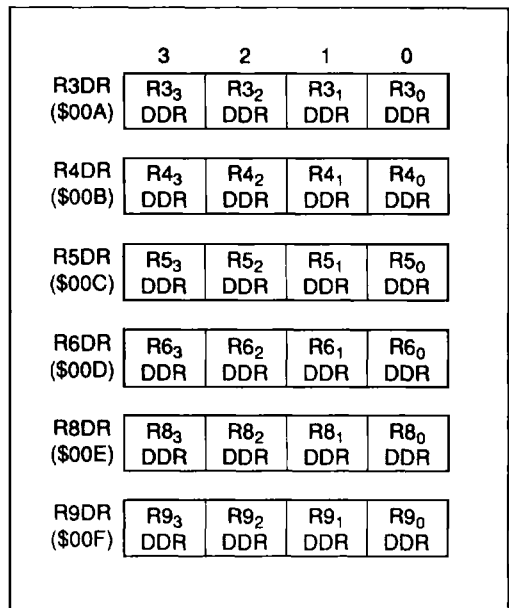 3 2 1 0
R3DR R3₃ R3₂ R3₁ R3₀
($00A) DDR DDR DDR DDR
R4DR R4₃ R4₂ R4₁ R4₀
($00B) DDR DDR DDR DDR
R5DR R5₃ R5₂ R5₁ R5₀
($00C) DDR DDR DDR DDR
R6DR R6₃ R6₂ R6₁ R6₀
($00D) DDR DDR DDR DDR
R8DR R8₃ R8₂ R8₁ R8₀
($00E) DDR DDR DDR DDR
R9DR R9₃ R9₂ R9₁ R9₀
($00F) DDR DDR DDR DDR